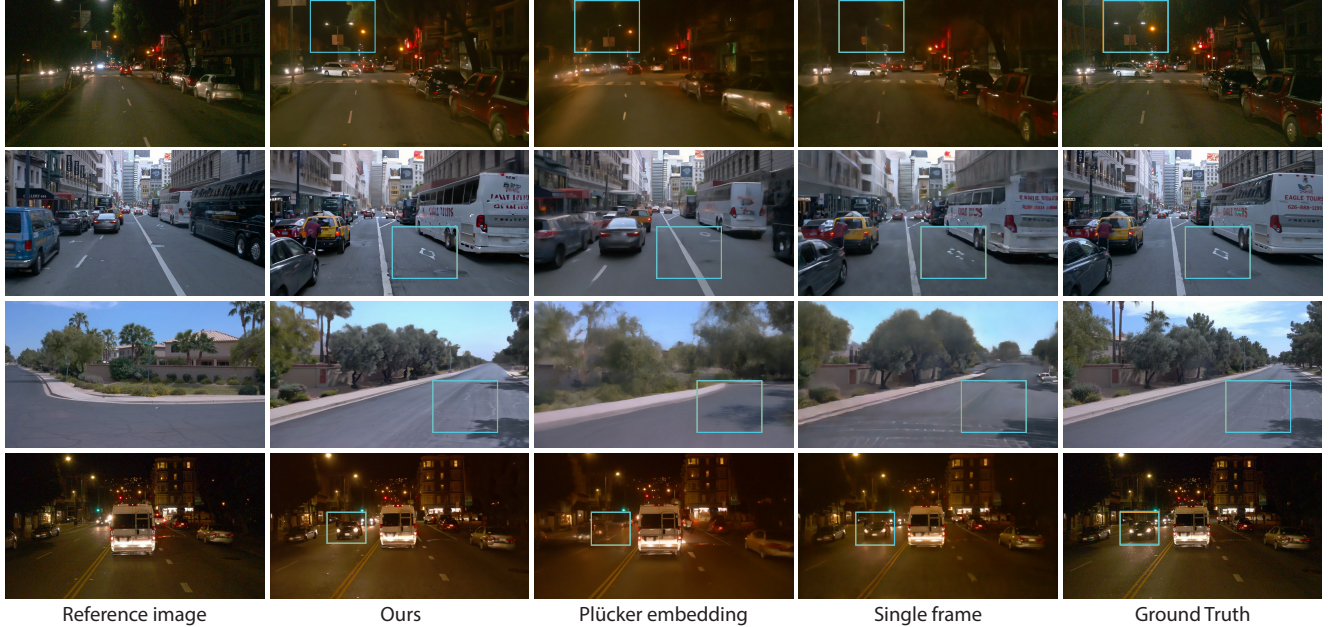 EAGLE TOURS
Reference image
Ours
Plücker embedding
Single frame
Ground Truth